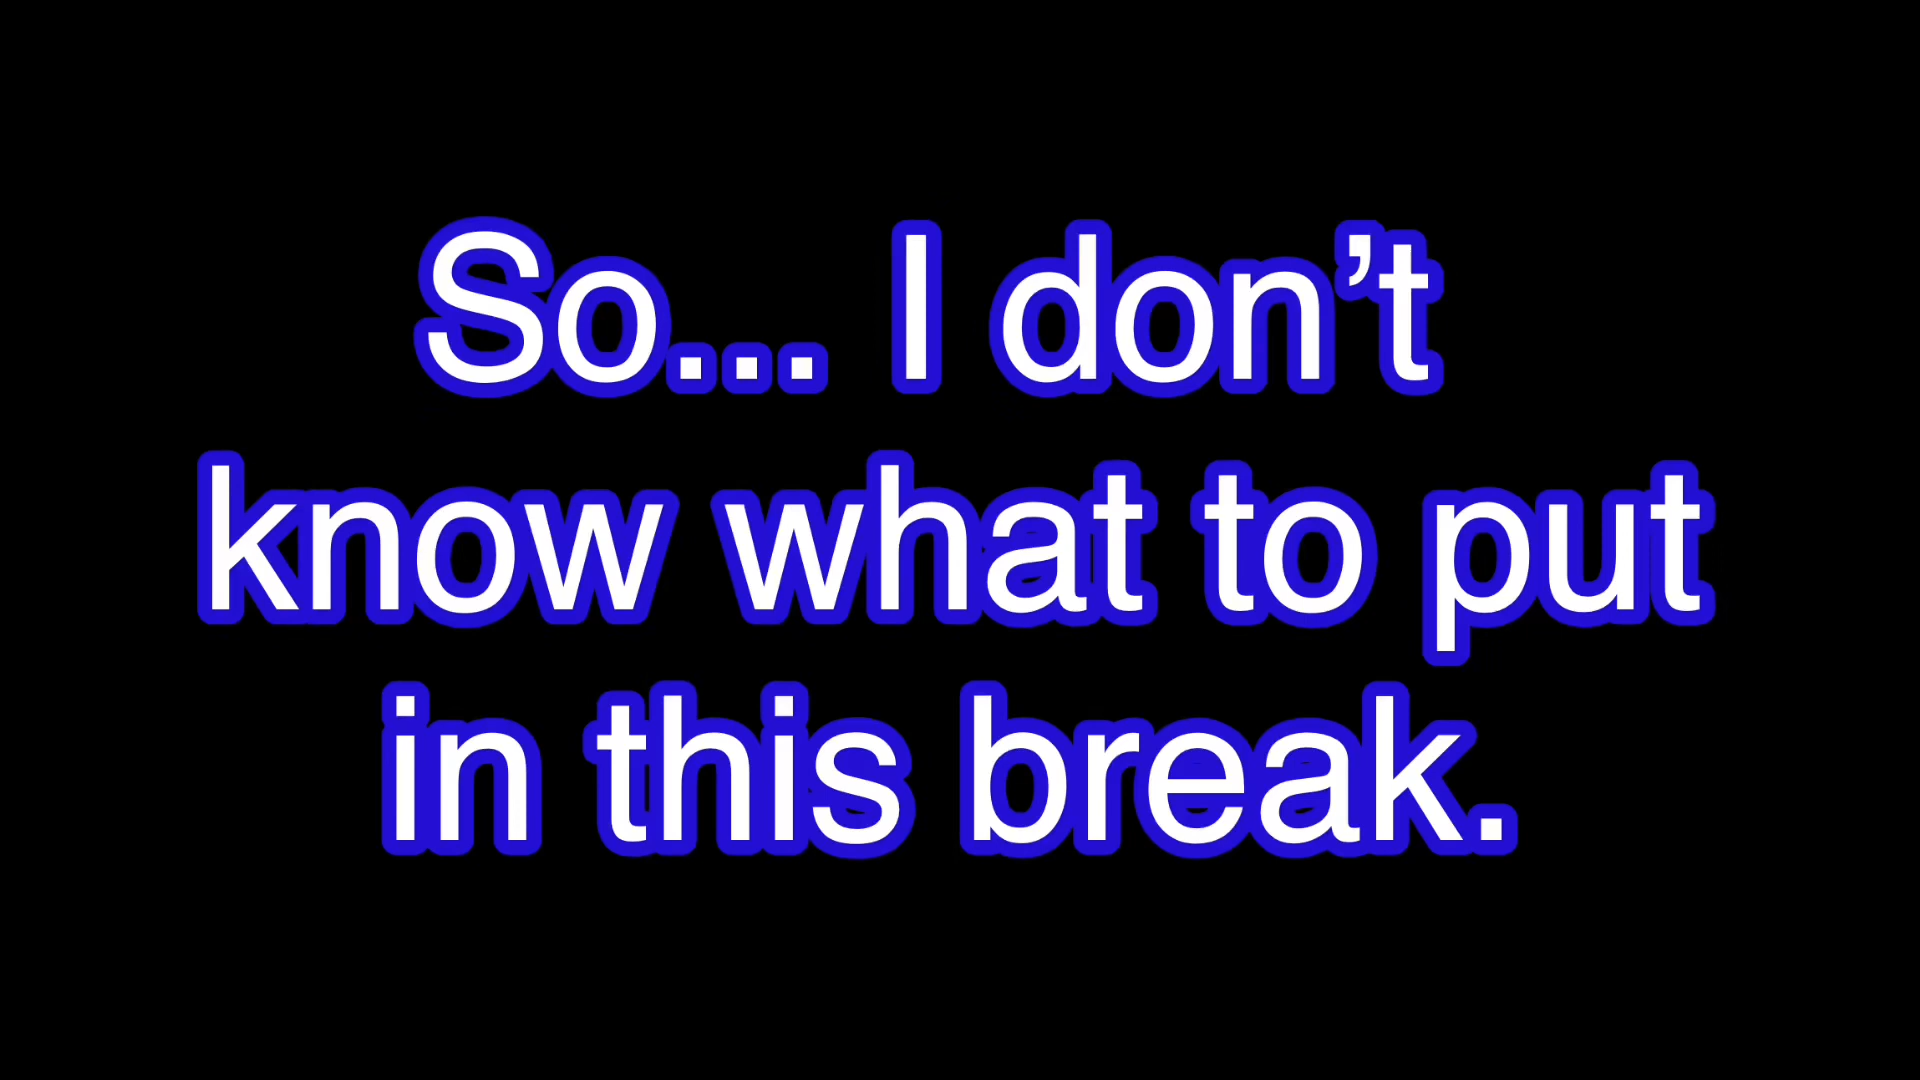 So... I don’t
know what to put
in this break.